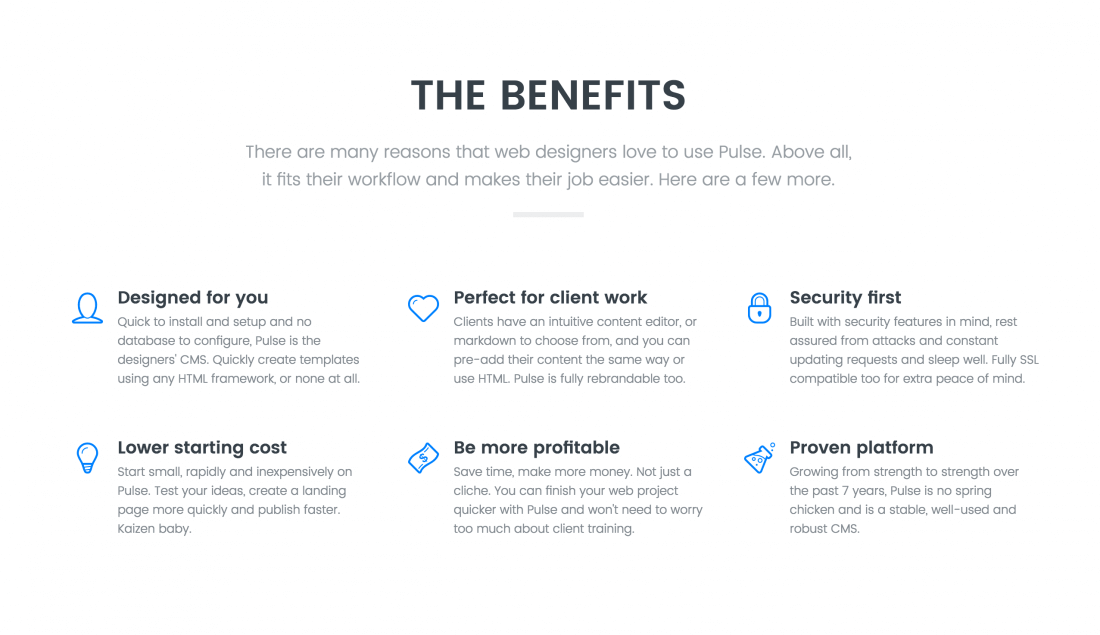 THE BENEFITS
There are many reasons that web designers love to use Pulse. Above all,
it fits their workflow and makes their job easier. Here are a few more.
Designed for you
Quick to install and setup and no
database to configure, Pulse is the
designers' CMS. Quickly create templates
using any HTML framework, or none at all.
Perfect for client work
Clients have an intuitive content editor, or
markdown to choose from, and you can
pre-add their content the same way or
use HTML. Pulse is fully rebrandable too.
Security first
Built with security features in mind, rest
assured from attacks and constant
updating requests and sleep well. Fully SSL
compatible too for extra peace of mind.
Lower starting cost
Start small, rapidly and inexpensively on
Pulse. Test your ideas, create a landing
page more quickly and publish faster.
Kaizen baby.
Be more profitable
Save time, make more money. Not just a
cliche. You can finish your web project
quicker with Pulse and won't need to worry
too much about client training.
Proven platform
Growing from strength to strength over
the past 7 years, Pulse is no spring
chicken and is a stable, well-used and
robust CMS.